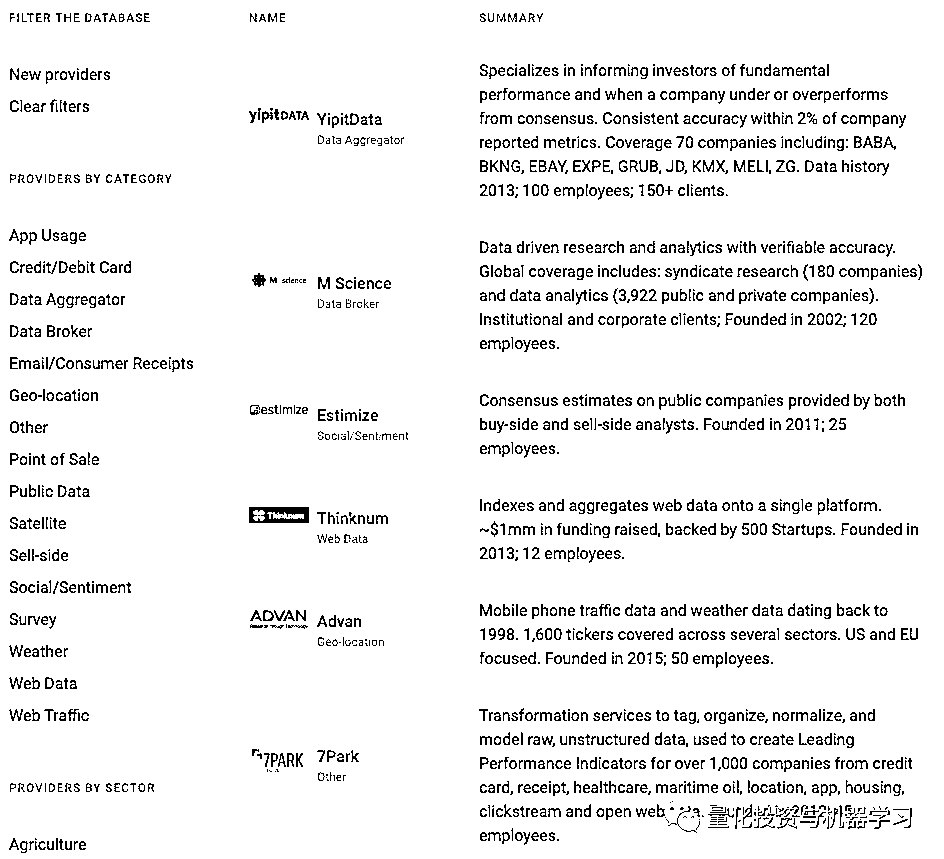 FILTER THE DATABASE
New providers
Clear filters
PROVIDERS BY CATEGORY
App Usage
Credit/Debit Card
Data Aggregator
Data Broker
Email/Consumer Receipts
Geo-location
Other
Point of Sale
Public Data
Satellite
Sell-side
Social/Sentiment
Survey
Weather
Web Data
Web Traffic
PROVIDERS BY SECTOR
Agriculture
NAME
SUMMARY
yipitDATA
YipitData
Data Aggregator
Specializes in informing investors of fundamental
performance and when a company under or overperforms
from consensus. Consistent accuracy within 2% of company
reported metrics. Coverage 70 companies including: BABA,
BKNG, EBAY, EXPE, GRUB, JD, KMX, MELI, ZG. Data history
2013; 100 employees; 150+ clients.
M science
M Science
Data Broker
Data driven research and analytics with verifiable accuracy.
Global coverage includes: syndicate research (180 companies)
and data analytics (3,922 public and private companies).
Institutional and corporate clients; Founded in 2002; 120
employees.
estimize
Estimize
Social/Sentiment
Consensus estimates on public companies provided by both
buy-side and sell-side analysts. Founded in 2011; 25
employees.
Thinknum
Thinknum
Web Data
Indexes and aggregates web data onto a single platform.
~$1mm in funding raised, backed by 500 Startups. Founded in
2013; 12 employees.
ADVAN
Advan
Geo-location
Mobile phone traffic data and weather data dating back to
1998. 1,600 tickers covered across several sectors. US and EU
focused. Founded in 2015; 50 employees.
7PARK
7Park
Other
Transformation services to tag, organize, normalize, and
model raw, unstructured data, used to create Leading
Performance Indicators for over 1,000 companies from credit
card, receipt, healthcare, maritime oil, location, app, housing,
clickstream and open web
employees.
量化投资与机器学习